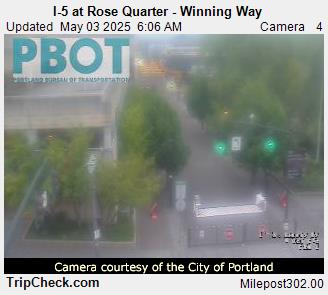 I-5 at Rose Quarter - Winning Way
Updated May 03 2025 6:06 AM Camera 4
PBOT
PORTLAND BUREAU OF TRANSPORTATION
Camera courtesy of the City of Portland
TripCheck.com Milepost302.00